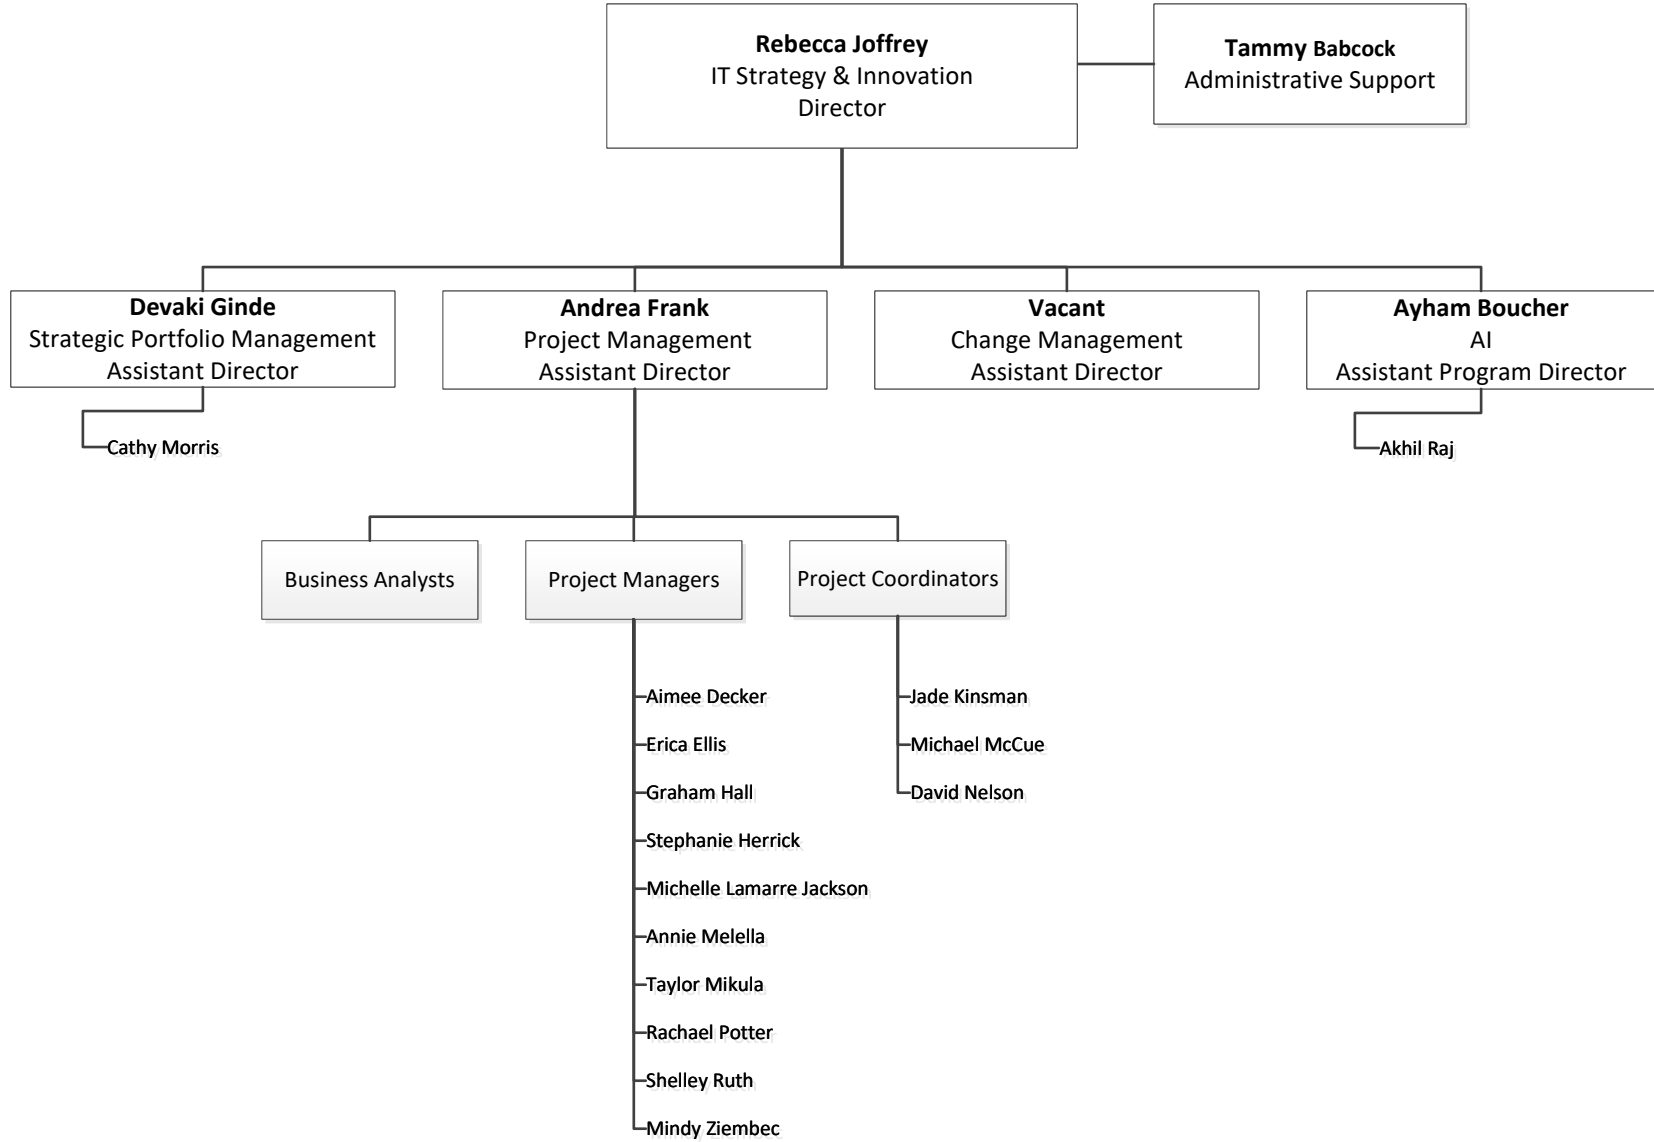 Rebecca Joffrey
IT Strategy & Innovation
Director
Tammy Babcock
Administrative Support
Devaki Ginde
Strategic Portfolio Management
Assistant Director
Andrea Frank
Project Management
Assistant Director
Vacant
Change Management
Assistant Director
Ayham Boucher
AI
Assistant Program Director
Cathy Morris
Akhil Raj
Business Analysts
Project Managers
Project Coordinators
Aimee Decker
Erica Ellis
Graham Hall
Stephanie Herrick
Michelle Lamarre Jackson
Annie Melella
Taylor Mikula
Rachael Potter
Shelley Ruth
Mindy Ziembec
Jade Kinsman
Michael McCue
David Nelson